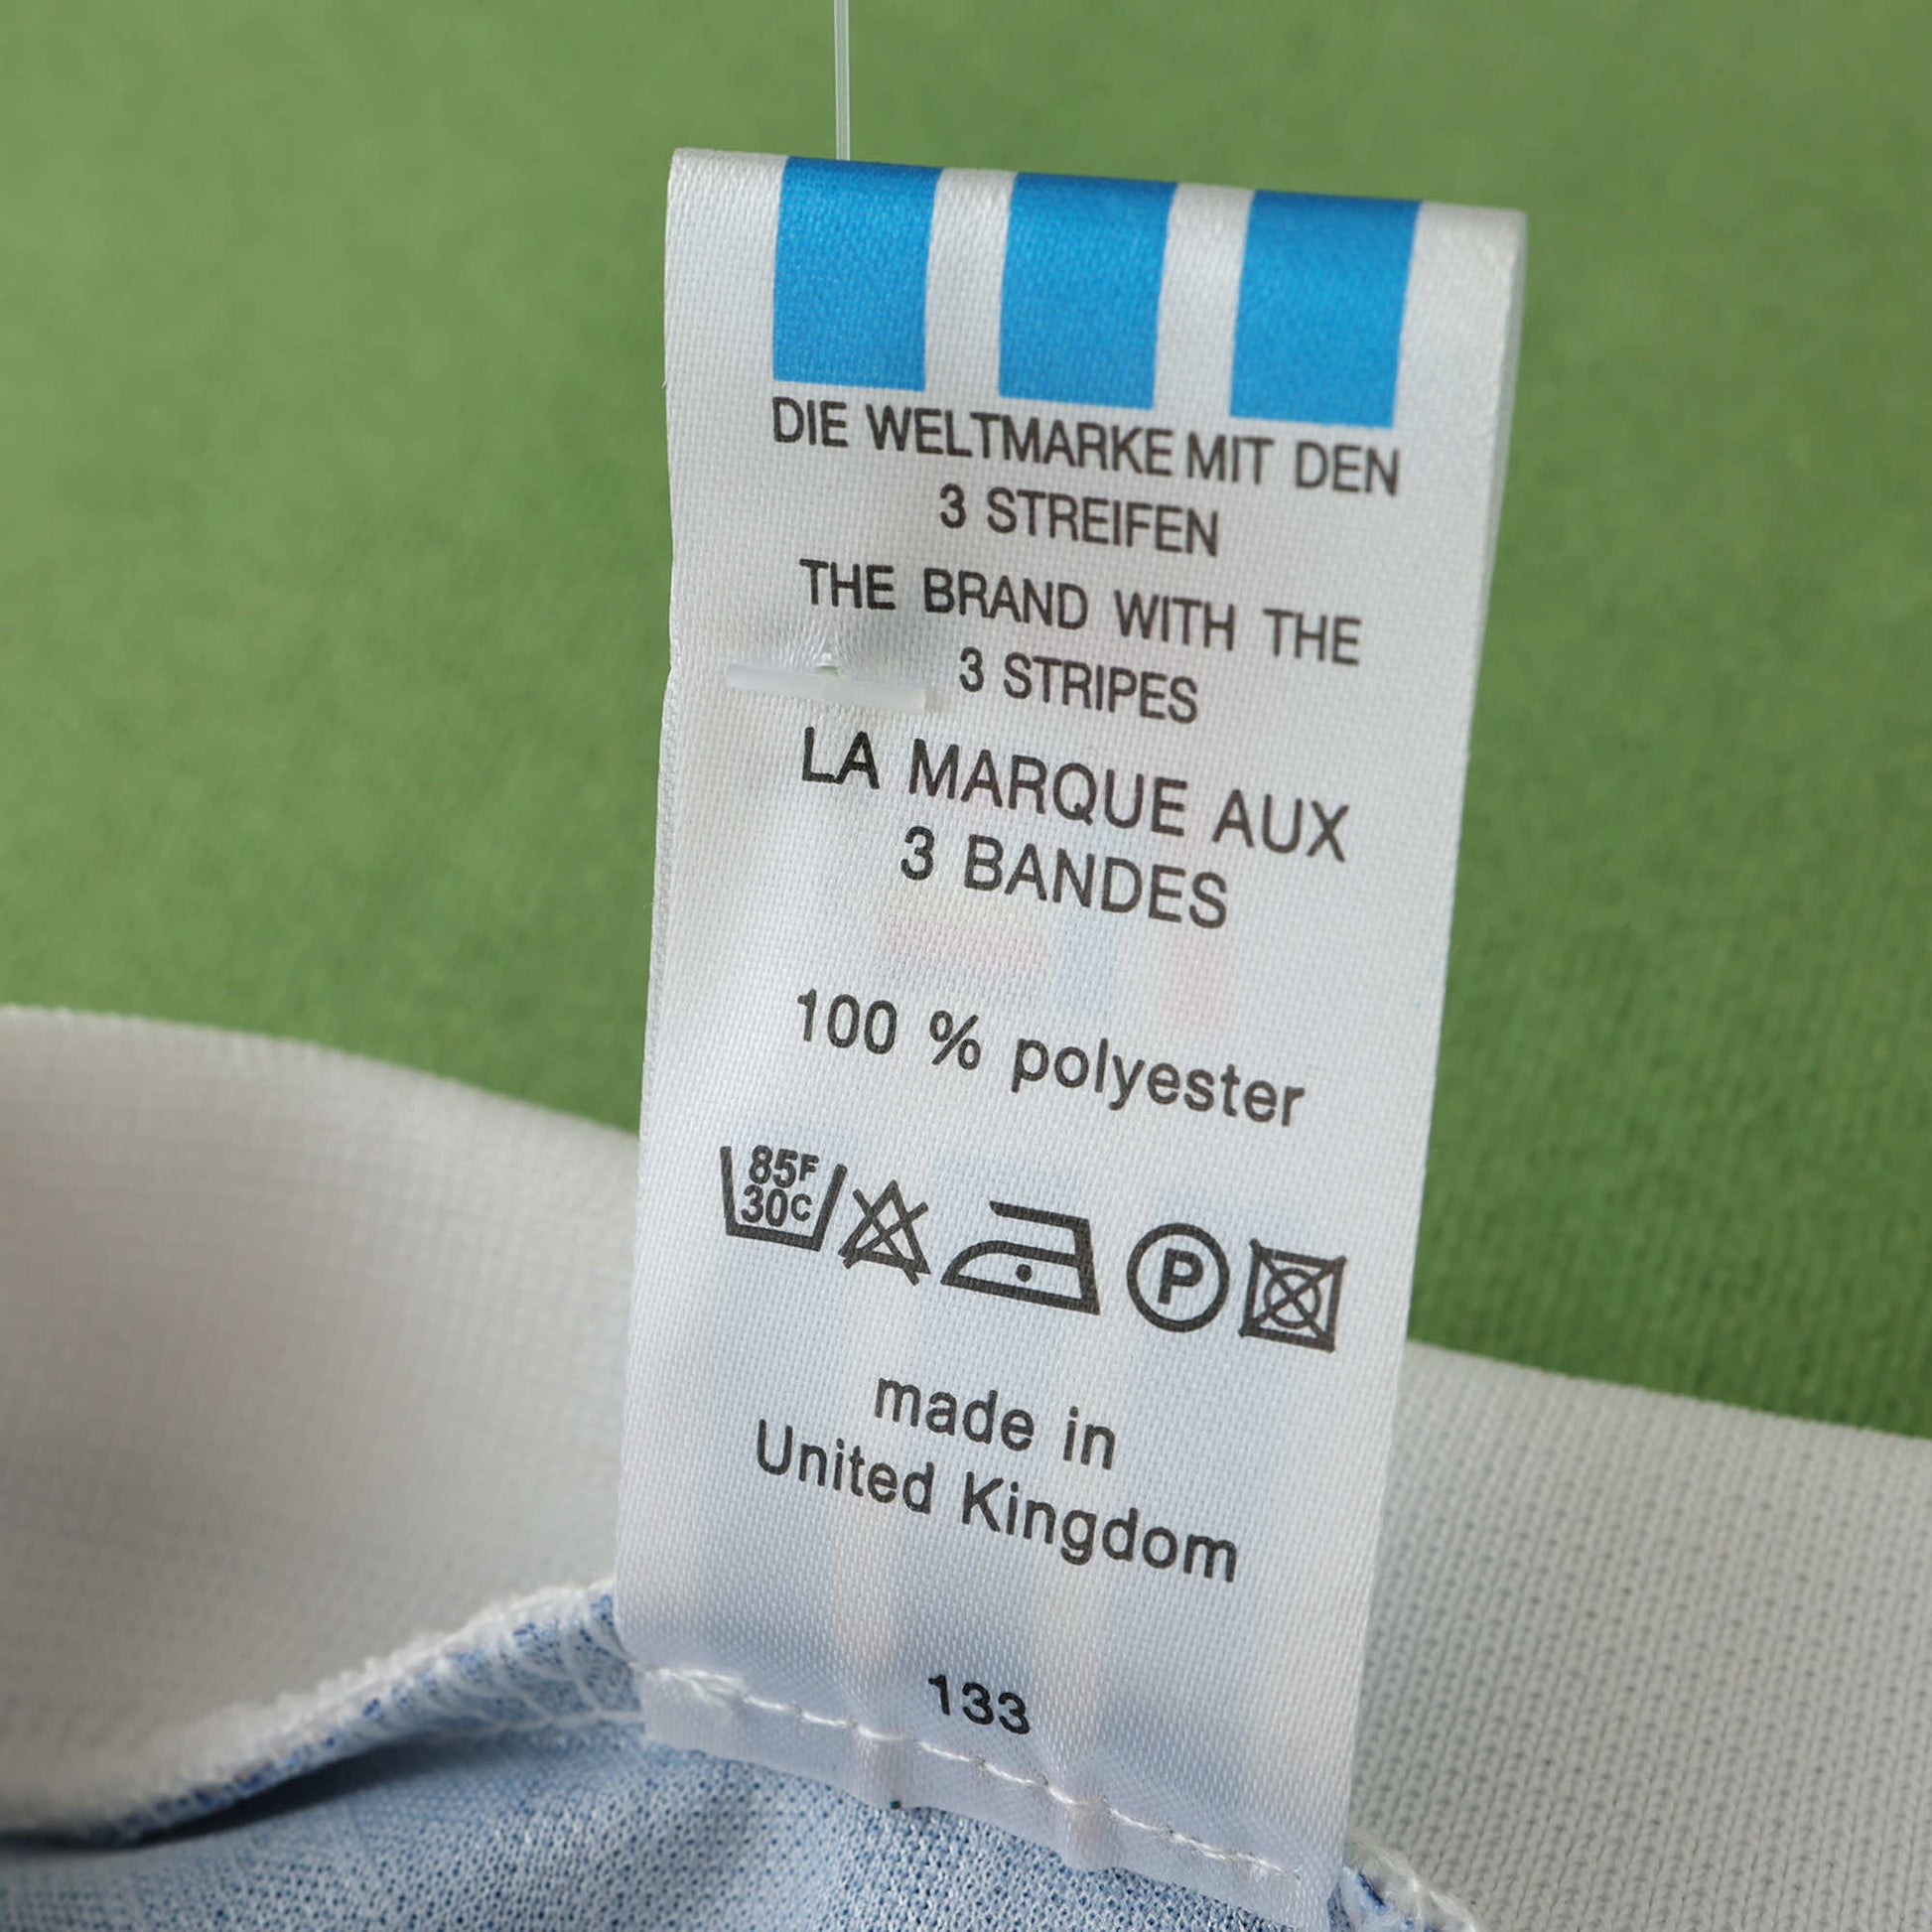 DIE WELTMARKE MIT DEN
3 STREIFEN
THE BRAND WITH THE
3 STRIPES
LA MARQUE AUX
3 BANDES
100 % polyester
85F
30C
P
made in
United Kingdom
133